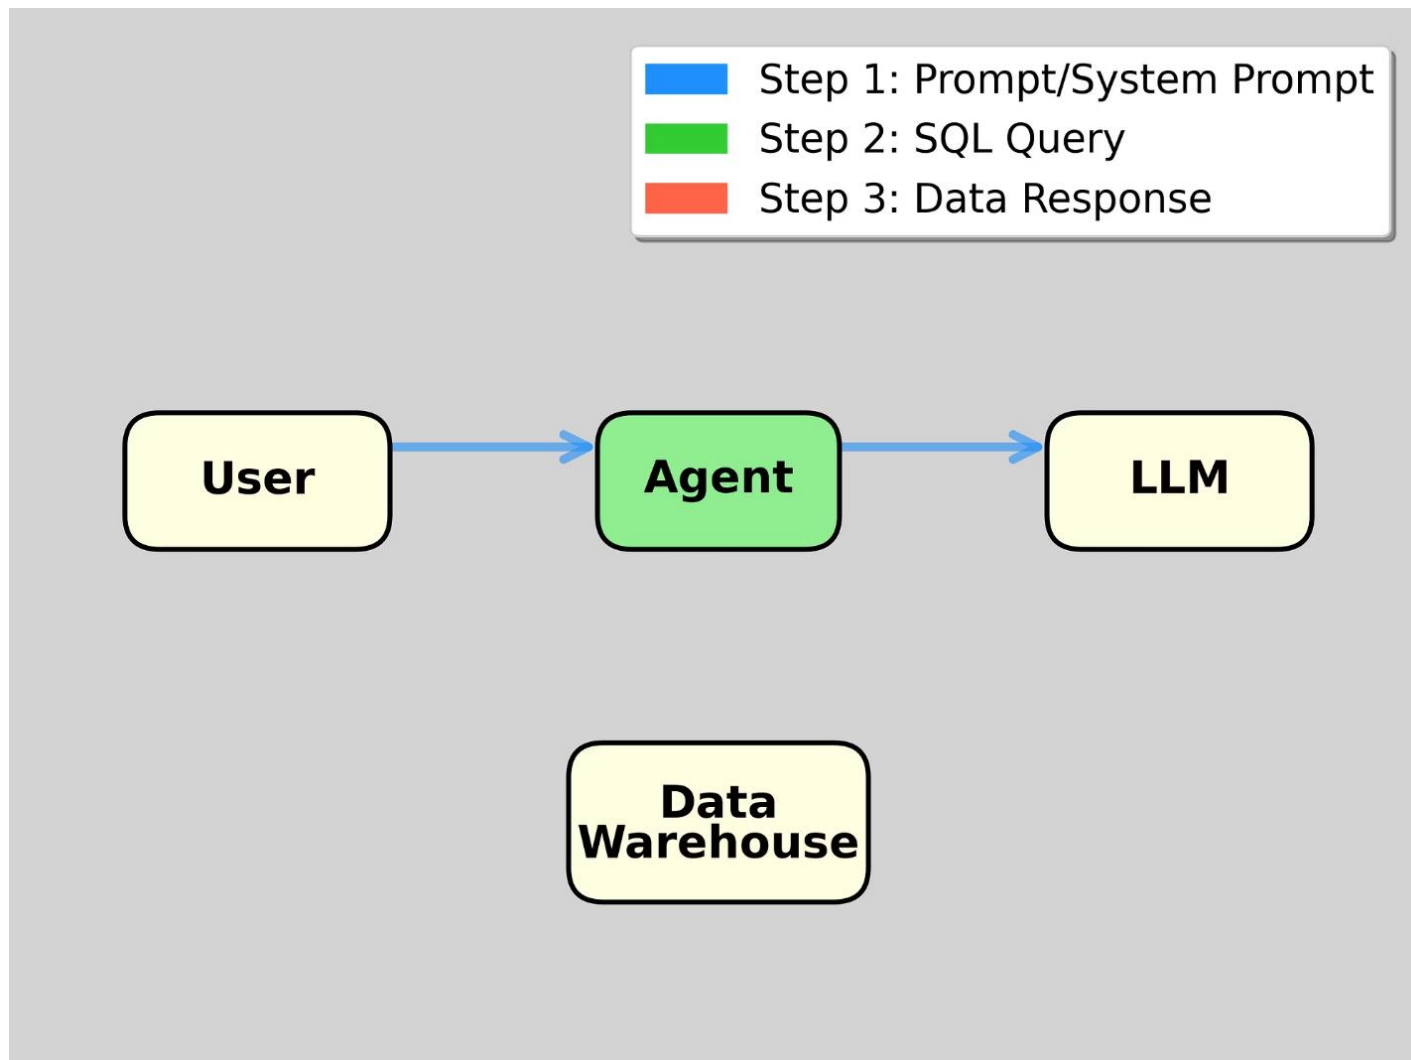 Step 1: Prompt/System Prompt
Step 2: SQL Query
Step 3: Data Response
User
Agent
LLM
Data
Warehouse